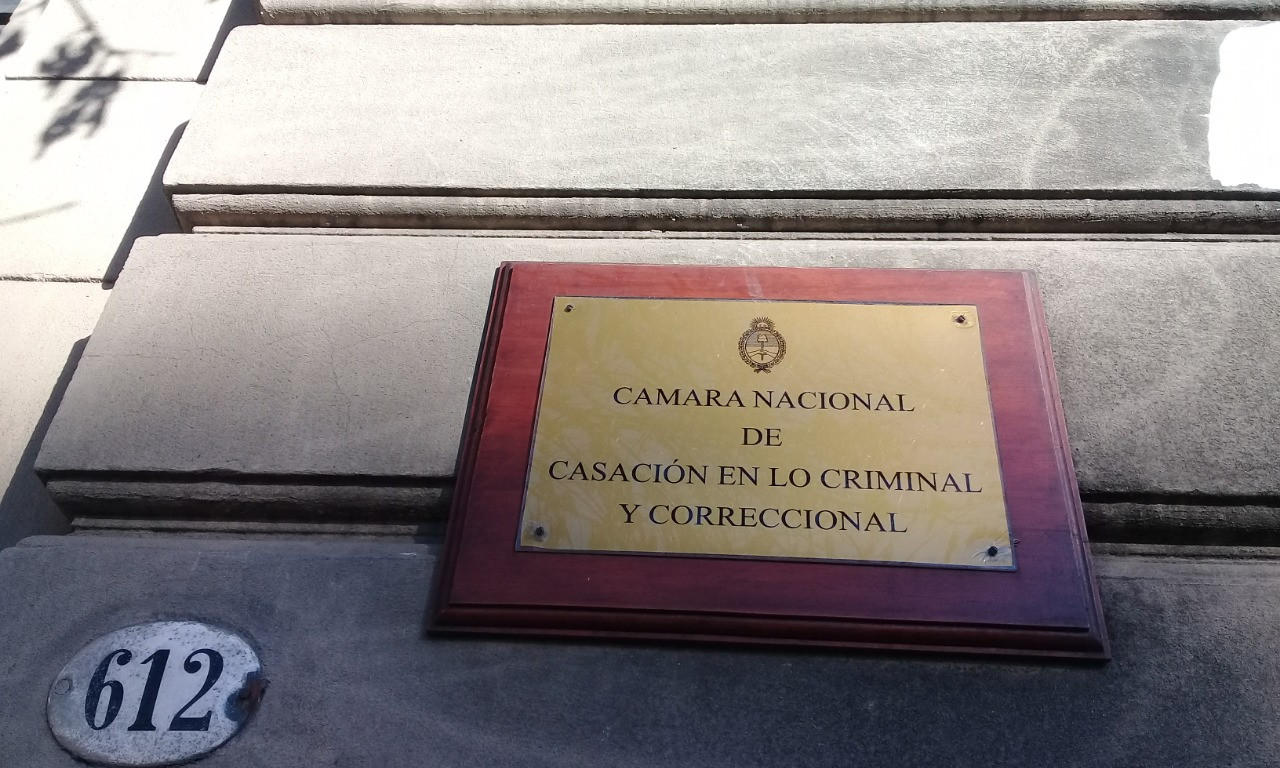 CAMARA NACIONAL
DE
CASACIÓN EN LO CRIMINAL
Y CORRECCIONAL
612